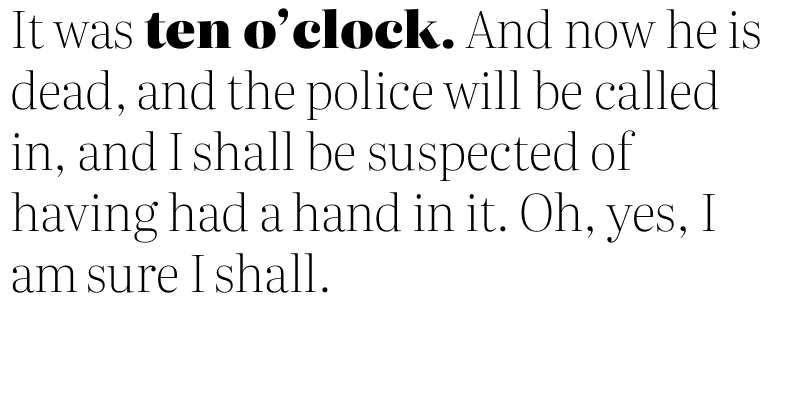 It was ten o’clock. And now he is
dead, and the police will be called
in, and I shall be suspected of
having had a hand in it. Oh, yes, I
am sure I shall.